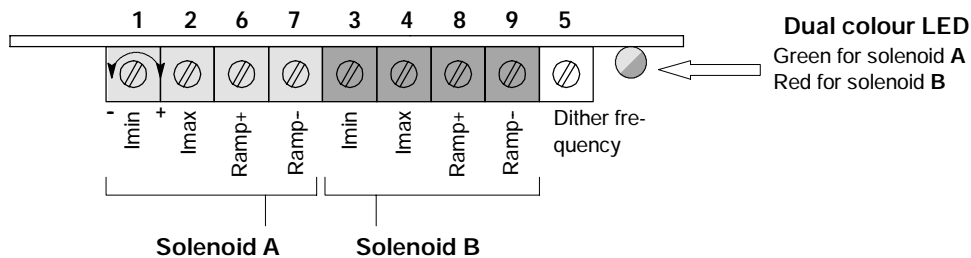 1 2 6 7 3 4 8 9 5
Dual colour LED
Green for solenoid A
Red for solenoid B
- +
Imin
Imax
Ramp+
Ramp-
Imin
Imax
Ramp+
Ramp-
Dither fre-
quency
Solenoid A
Solenoid B